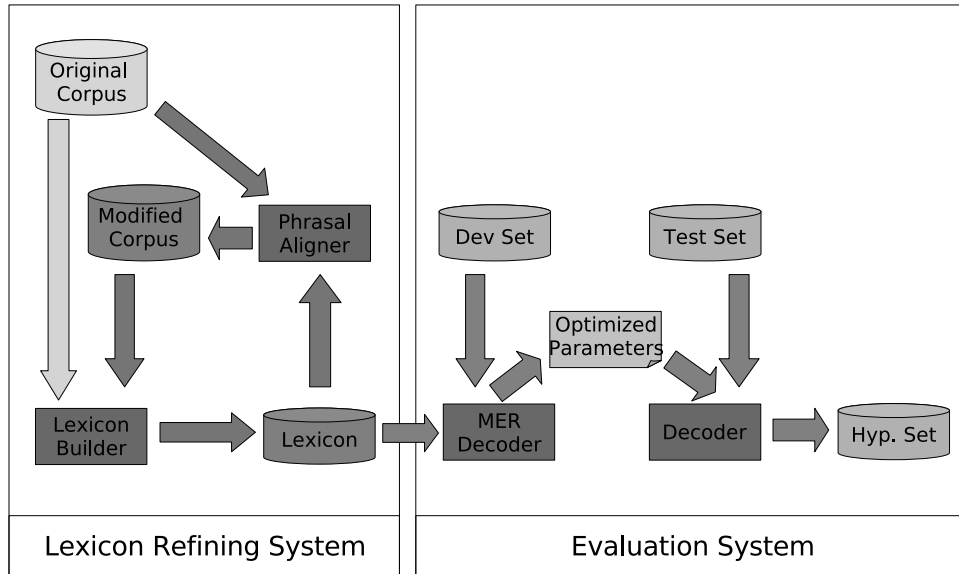 Original
Corpus
Modified
Corpus
Phrasal
Aligner
Lexicon
Builder
Lexicon
Lexicon Refining System
Dev Set
Test Set
Optimized
Parameters
MER
Decoder
Decoder
Hyp. Set
Evaluation System